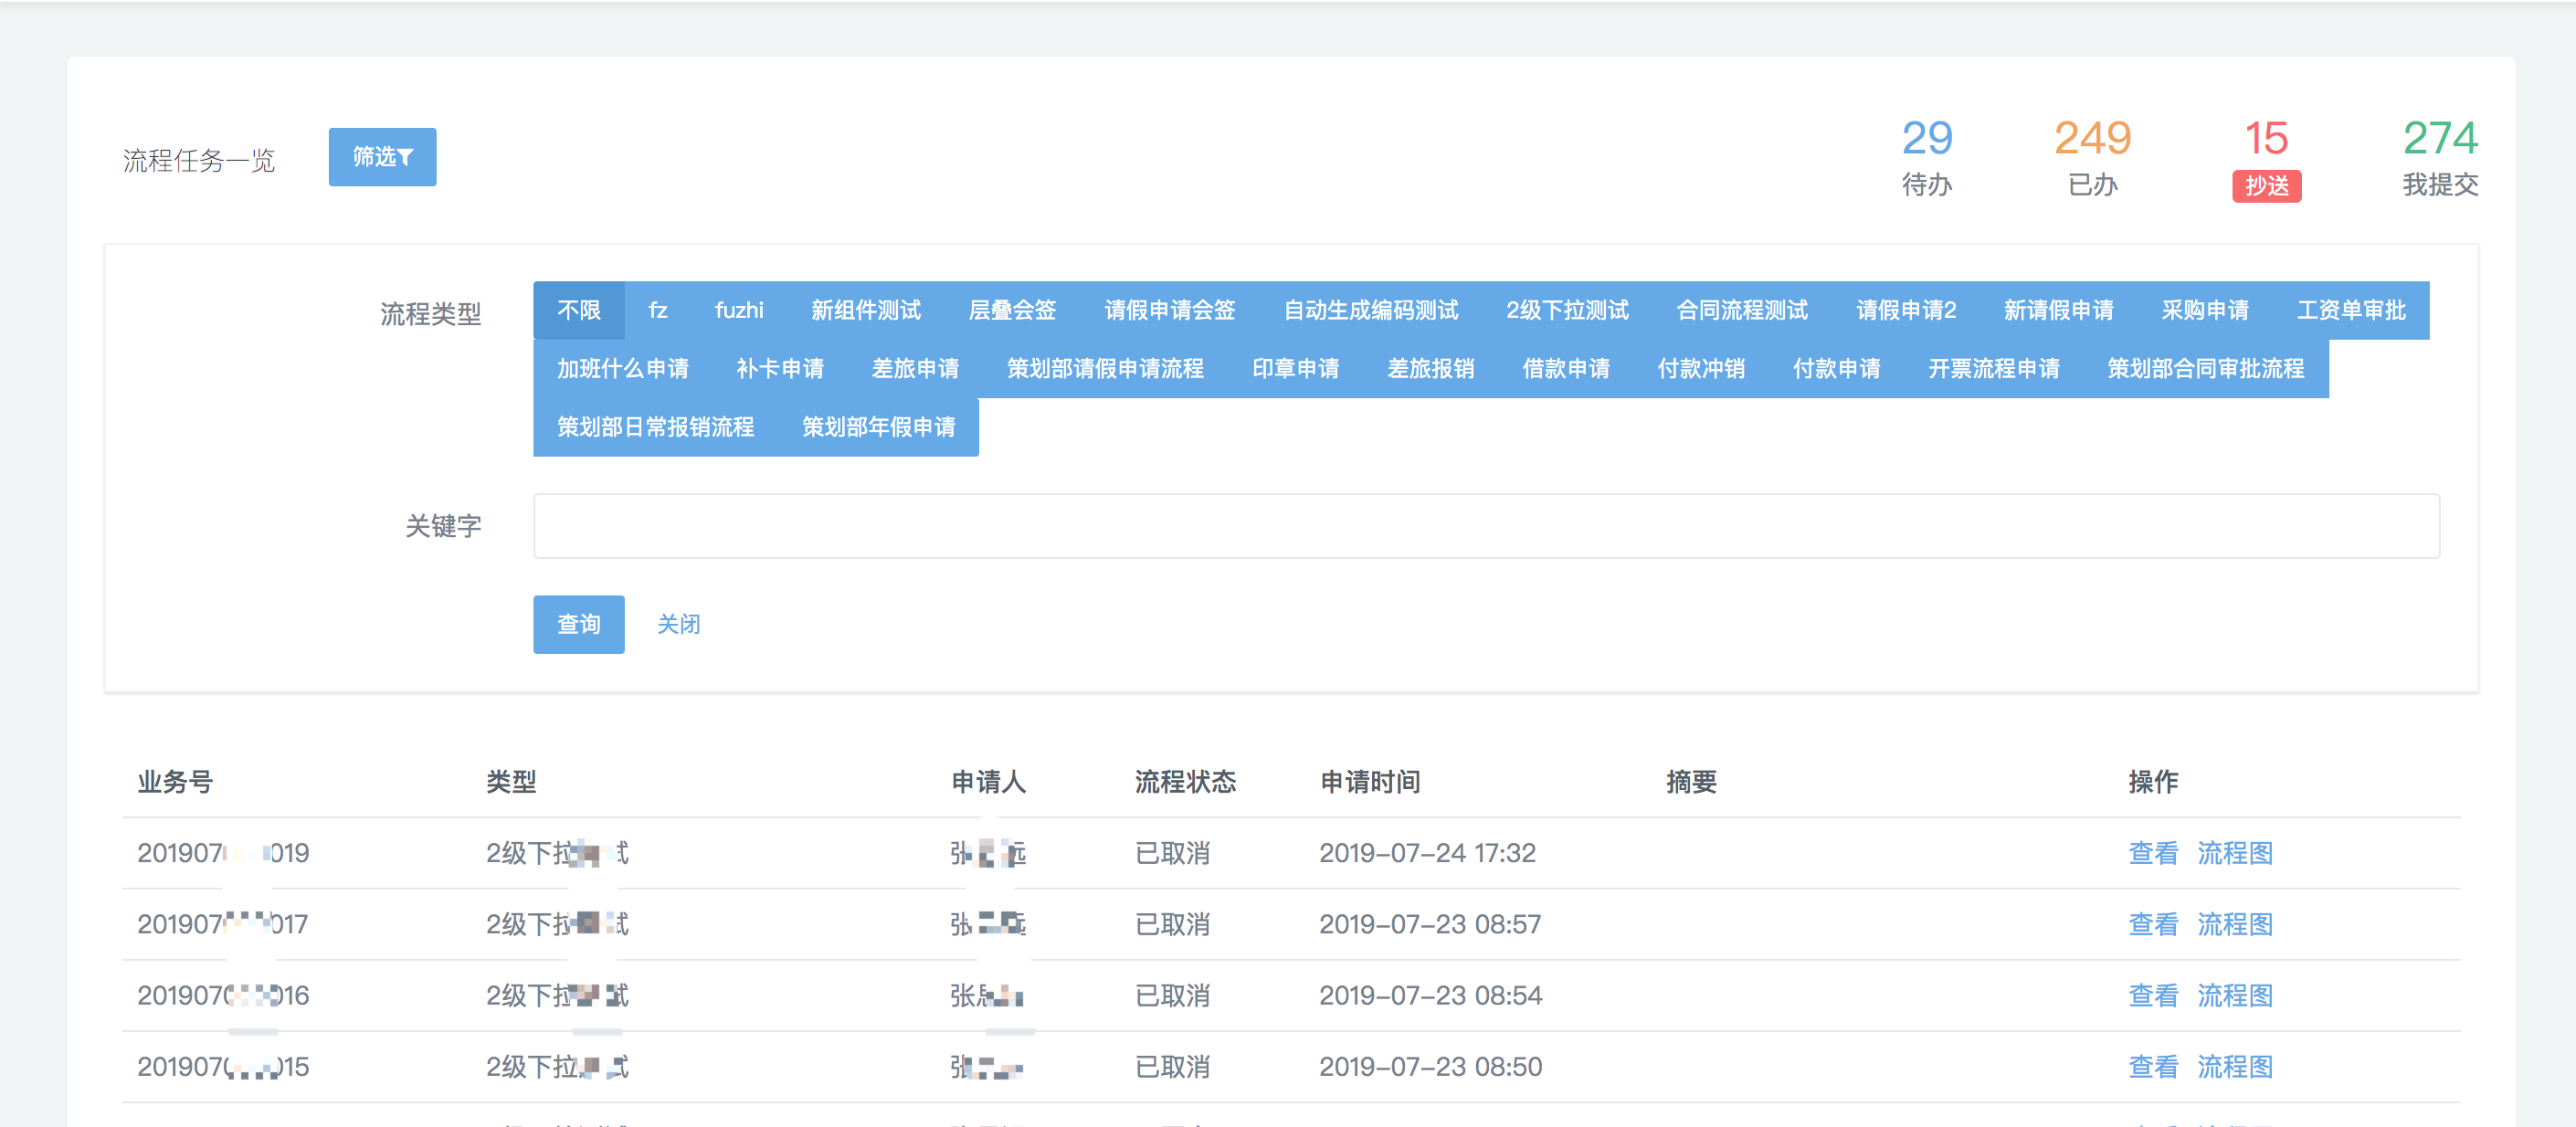 流程任务一览 筛选 29 249 15 274
待办 已办 抄送 我提交
流程类型 不限 fz fuzhi 新组件测试 层叠会签 请假申请会签 自动生成编码测试 2级下拉测试 合同流程测试 请假申请2 新请假申请 采购申请 工资单审批
加班什么申请 补卡申请 差旅申请 策划部请假申请流程 印章申请 差旅报销 借款申请 付款冲销 付款申请 开票流程申请 策划部合同审批流程
策划部日常报销流程 策划部年假申请
关键字
查询 关闭
业务号 类型 申请人 流程状态 申请时间 摘要 操作
201907 019 2级下拉 试 张 远 已取消 2019-07-24 17:32 查看 流程图
201907 017 2级下拉 试 张 远 已取消 2019-07-23 08:57 查看 流程图
201907 016 2级下拉 试 张 已取消 2019-07-23 08:54 查看 流程图
201907 015 2级下拉 试 张 已取消 2019-07-23 08:50 查看 流程图